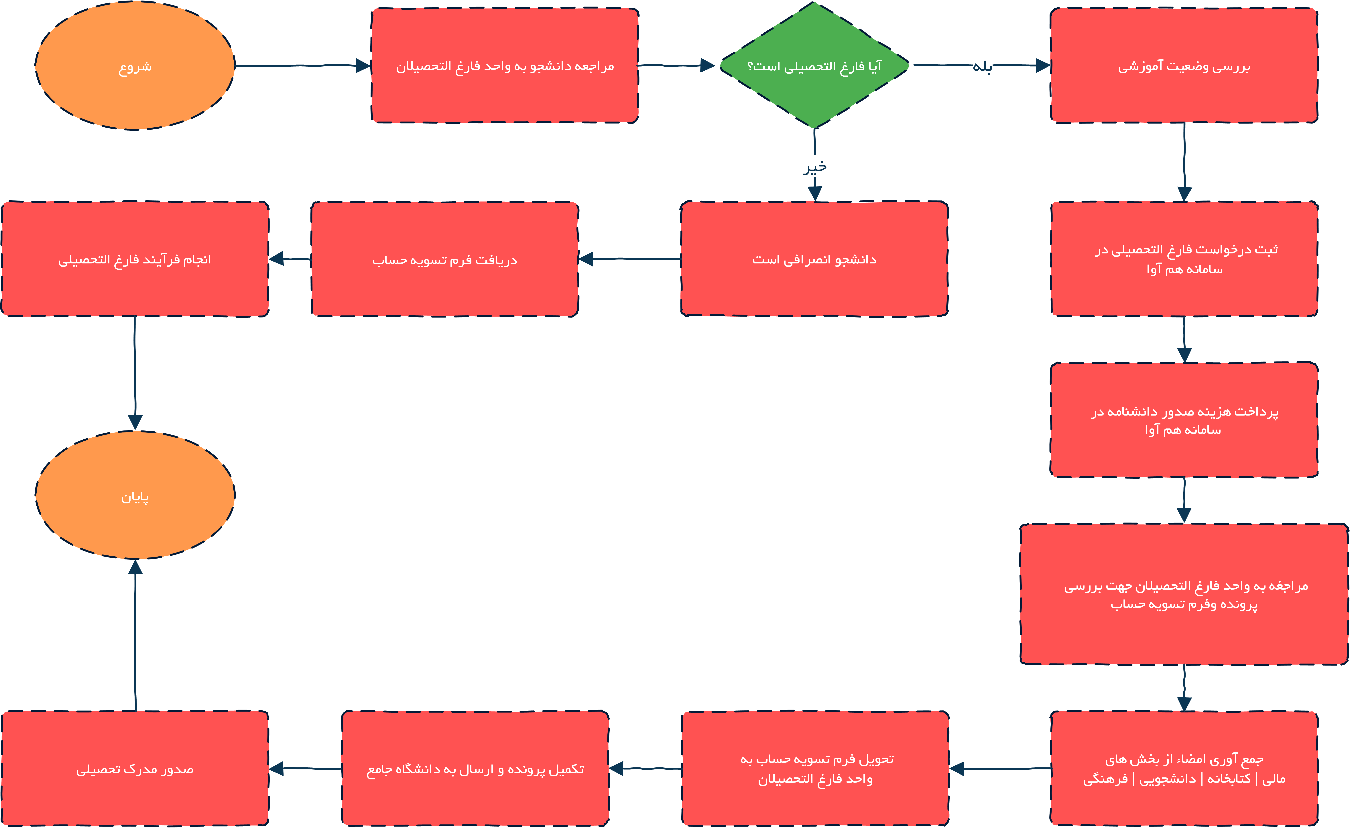 شروع
مراجعه دانشجو به واحد فارغ التحصیلان
آیا فارغ التحصیلی است؟
بله
بررسی وضعیت آموزشی
خیر
ثبت درخواست فارغ التحصیلی در
سامانه هم آوا
پرداخت هزینه صدور دانشنامه در
سامانه هم آوا
مراجعه به واحد فارغ التحصیلان جهت بررسی
پرونده وفرم تسویه حساب
جمع آوری امضاء از بخش های
مالی | کتابخانه | دانشجویی | فرهنگی
تحویل فرم تسویه حساب به
واحد فارغ التحصیلان
تکمیل پرونده و ارسال به دانشگاه جامع
صدور مدرک تحصیلی
دانشجو انصرافی است
دریافت فرم تسویه حساب
انجام فرآیند فارغ التحصیلی
پایان